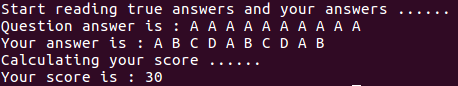 Start reading true answers and your answers ......
Question answer is : A A A A A A A A A A
Your answer is : A B C D A B C D A B
Calculating your score ......
Your score is : 30